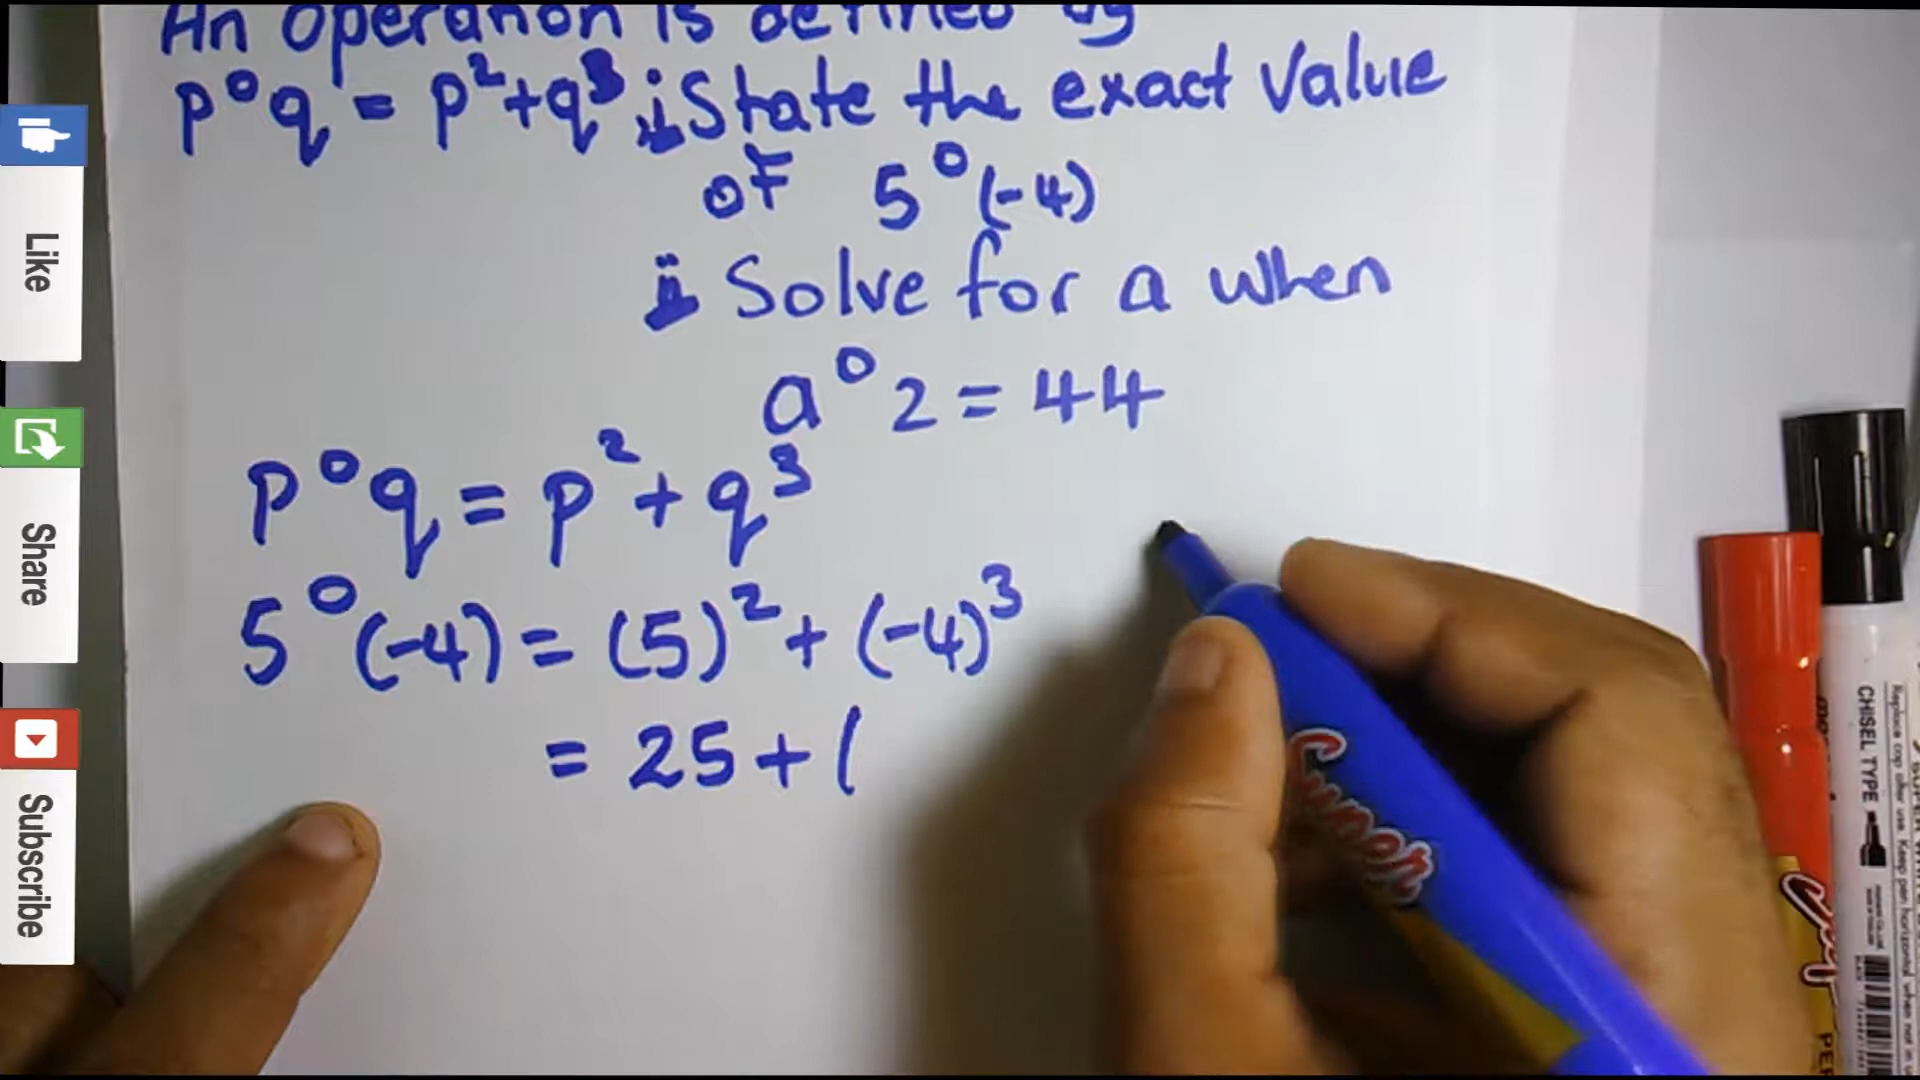 An operation is defined by
p°q = p²+q³ i State the exact value
of 5°(-4)
ii Solve for a when
a°2 = 44
p°q = p²+q³
5°(-4) = (5)²+(-4)³
= 25+(
Like
Share
Subscribe
CHISEL TYPE